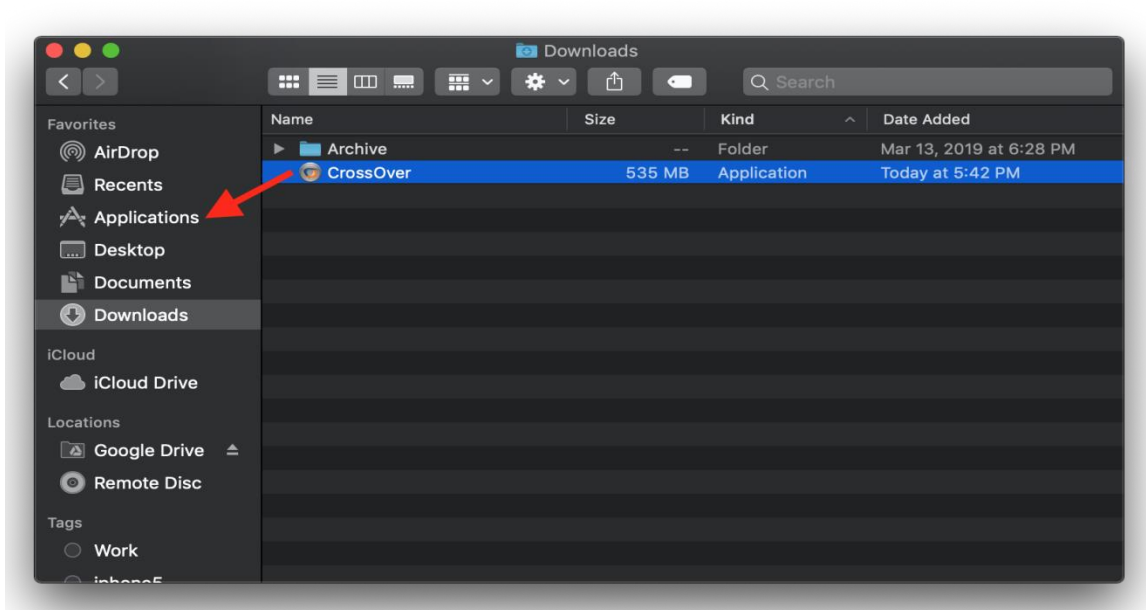 Downloads
Search
Favorites
AirDrop
Recents
Applications
Desktop
Documents
Downloads
iCloud
iCloud Drive
Locations
Google Drive
Remote Disc
Tags
Work
Name Size Kind Date Added
Archive -- Folder Mar 13, 2019 at 6:28 PM
CrossOver 535 MB Application Today at 5:42 PM